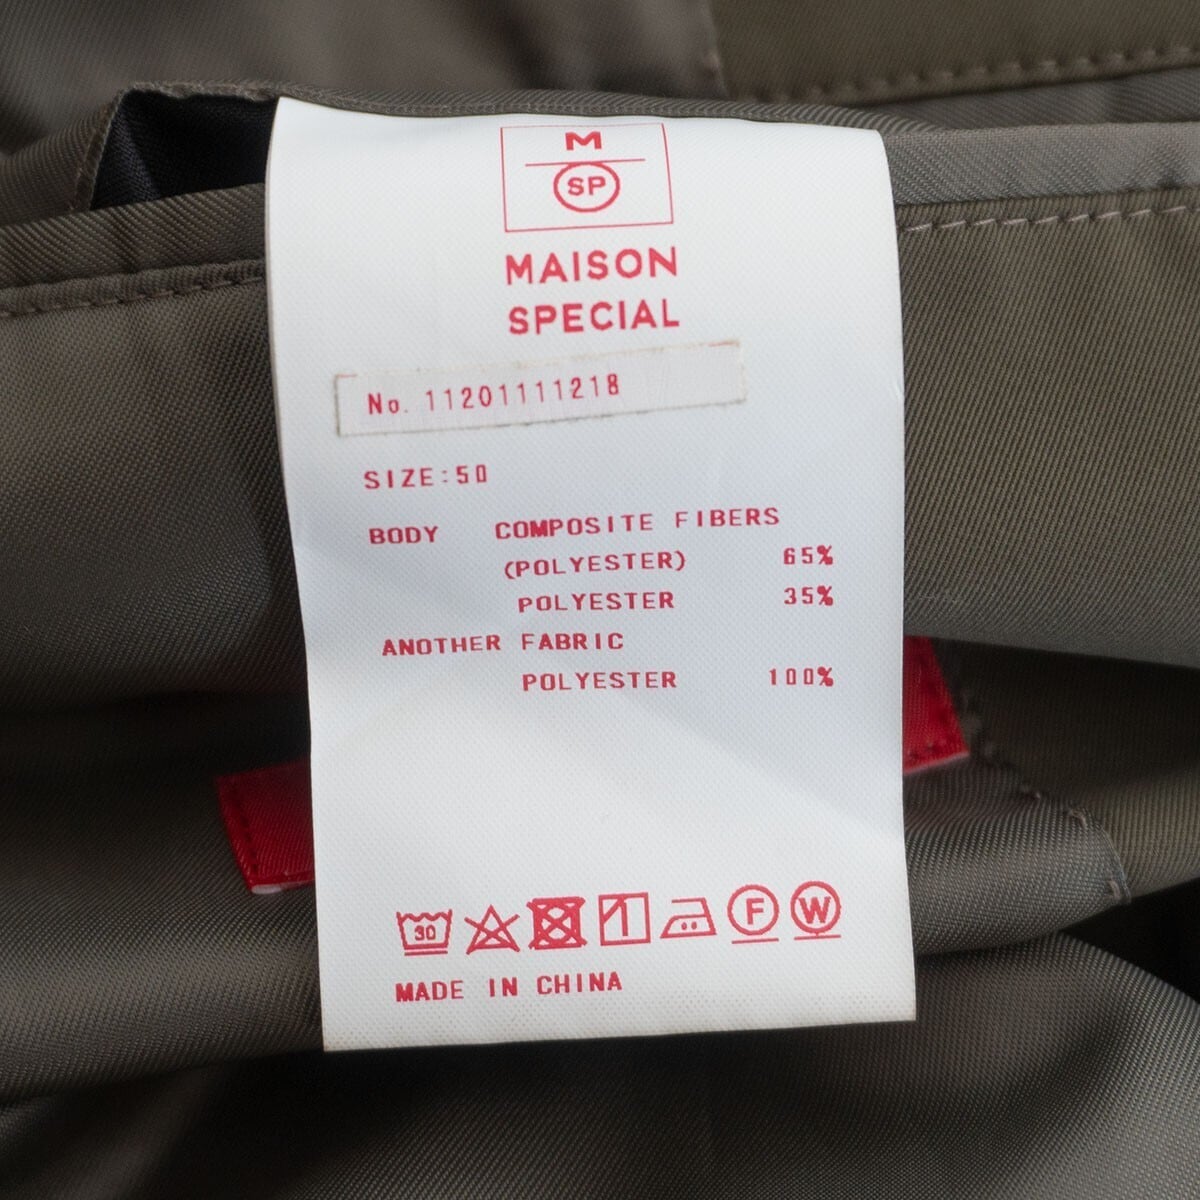 M
SP
MAISON
SPECIAL
No. 11201111218
SIZE:50
BODY COMPOSITE FIBERS
(POLYESTER) 65%
POLYESTER 35%
ANOTHER FABRIC
POLYESTER 100%
30 F W
MADE IN CHINA